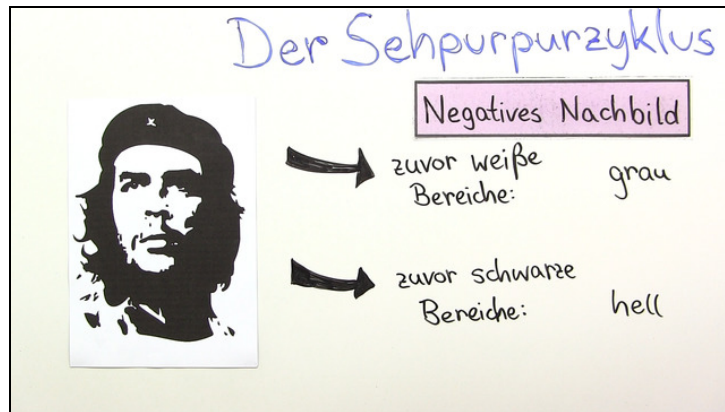 Der Sehpurpurzyklus
Negatives Nachbild
zuvor weiße
Bereiche: grau
zuvor schwarze
Bereiche: hell